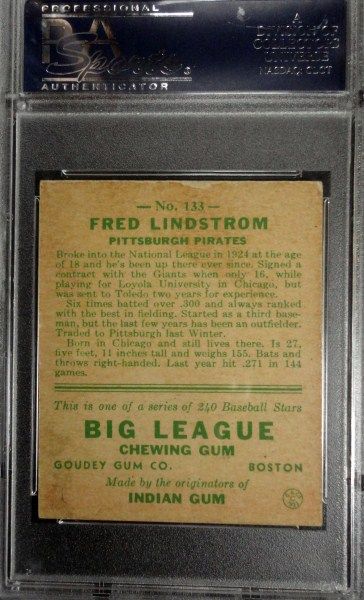 PROFESSIONAL
PSA
Sports
AUTHENTICATOR
A
DIVISION OF
COLLECTORS
UNIVERSE
NASDAQ: CLCT
— No. 133 —
FRED LINDSTROM
PITTSBURGH PIRATES
Broke into the National League in 1924 at the age
of 18 and he's been up there ever since. Signed a
contract with the Giants when only 16, while
playing for Loyola University in Chicago, but
was sent to Toledo two years for experience.
Six times batted over .300 and always ranked
with the best in fielding. Started as a third base-
man, but the last few years has been an outfielder.
Traded to Pittsburgh last Winter.
Born in Chicago and still lives there. Is 27,
five feet, 11 inches tall and weighs 155. Bats and
throws right-handed. Last year hit .271 in 144
games.
This is one of a series of 240 Baseball Stars
BIG LEAGUE
CHEWING GUM
GOUDEY GUM CO. BOSTON
Made by the originators of
INDIAN GUM